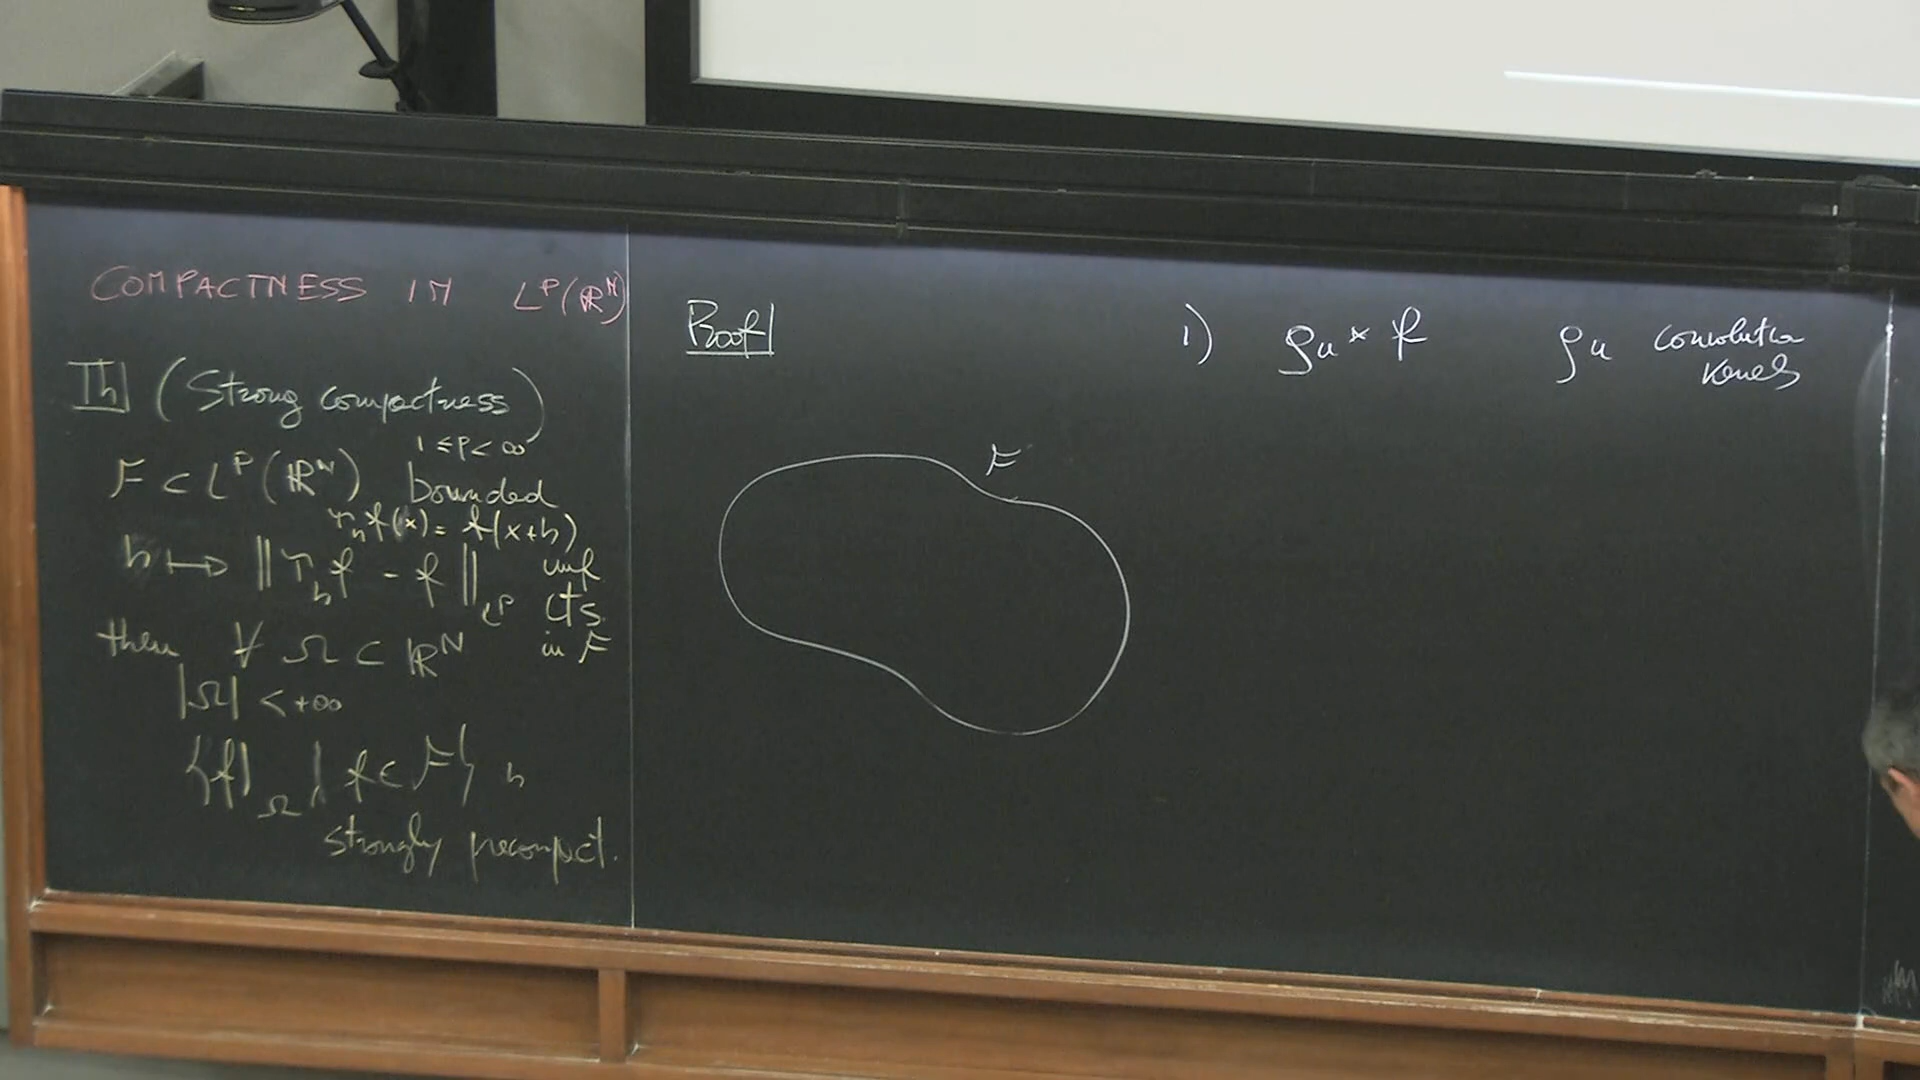 COMPACTNESS IN L^P(ℝ^N)
Th (Strong compactness)
1 ≤ p < ∞
F ⊂ L^P(ℝ^N) bounded
τ_h f(x) = f(x+h)
h ↦ ‖τ_h f - f‖_{L^P} unif
cts.
in F
then ∀ Ω ⊂ ℝ^N
|Ω| < +∞
{f|_Ω | f ∈ F} is
strongly precompact.
Proof
F
1) ρ_n * f ρ_n convolution
kernels